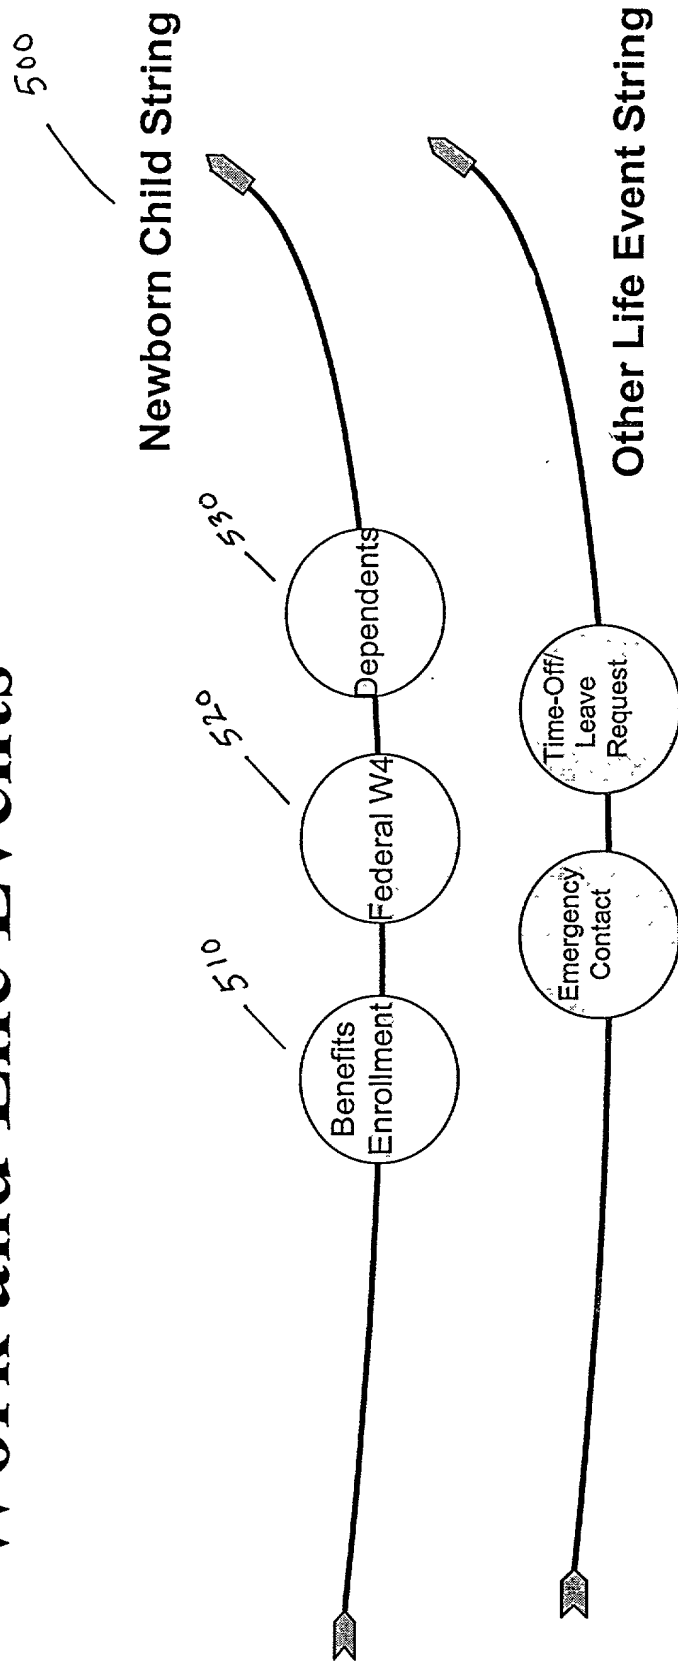 Work and Life Events
500
Newborn Child String
510
520
530
Benefits
Enrollment
Federal W4
Dependents
Emergency
Contact
Time-Off/
Leave
Request
Other Life Event String